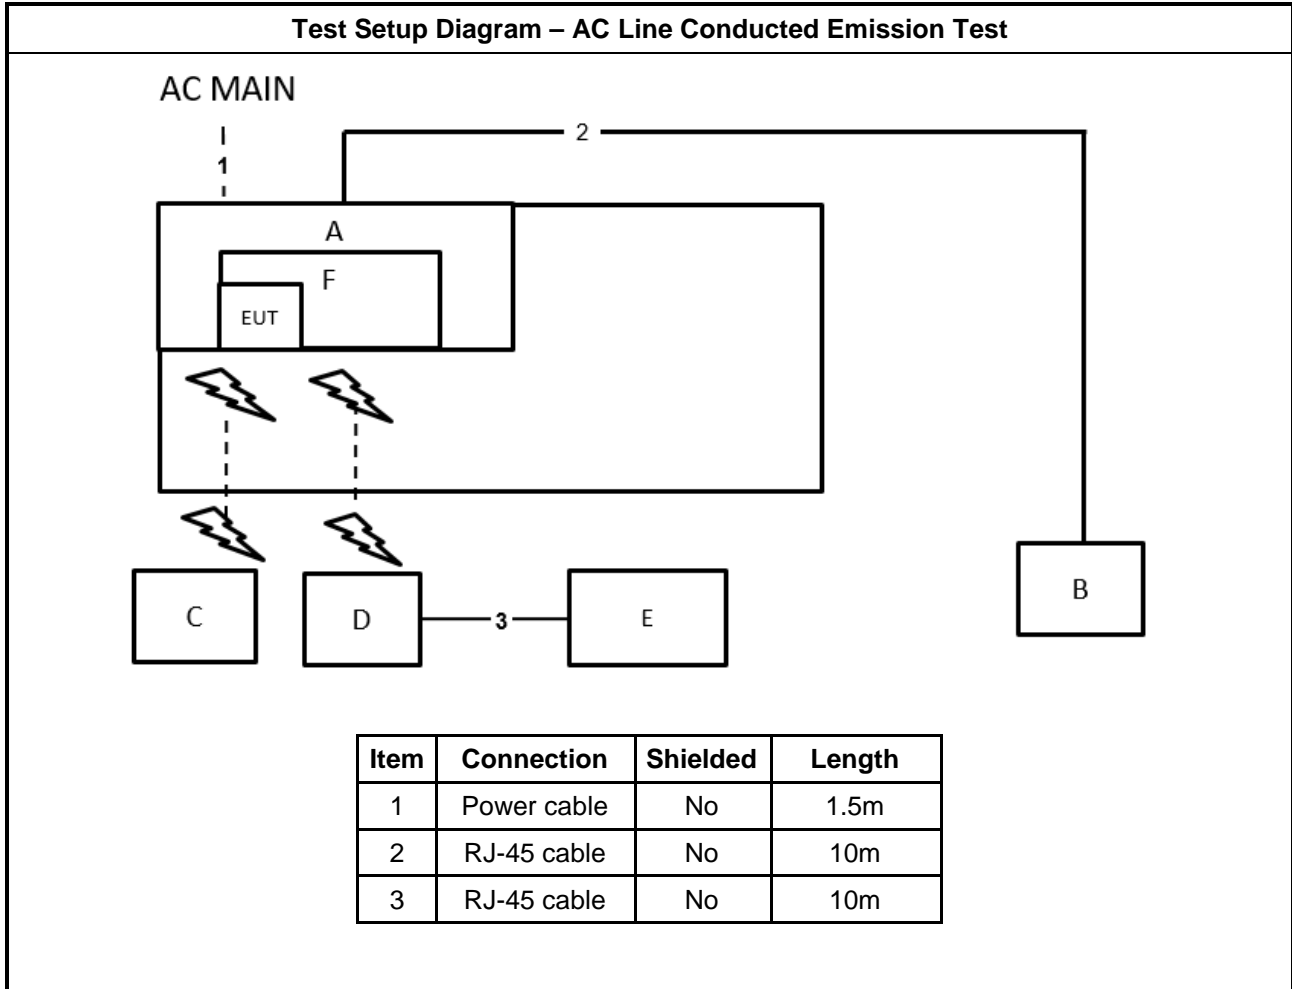 Test Setup Diagram – AC Line Conducted Emission Test
AC MAIN
1
2
A
F
EUT
B
C
D
3
E
Item Connection Shielded Length
1 Power cable No 1.5m
2 RJ-45 cable No 10m
3 RJ-45 cable No 10m